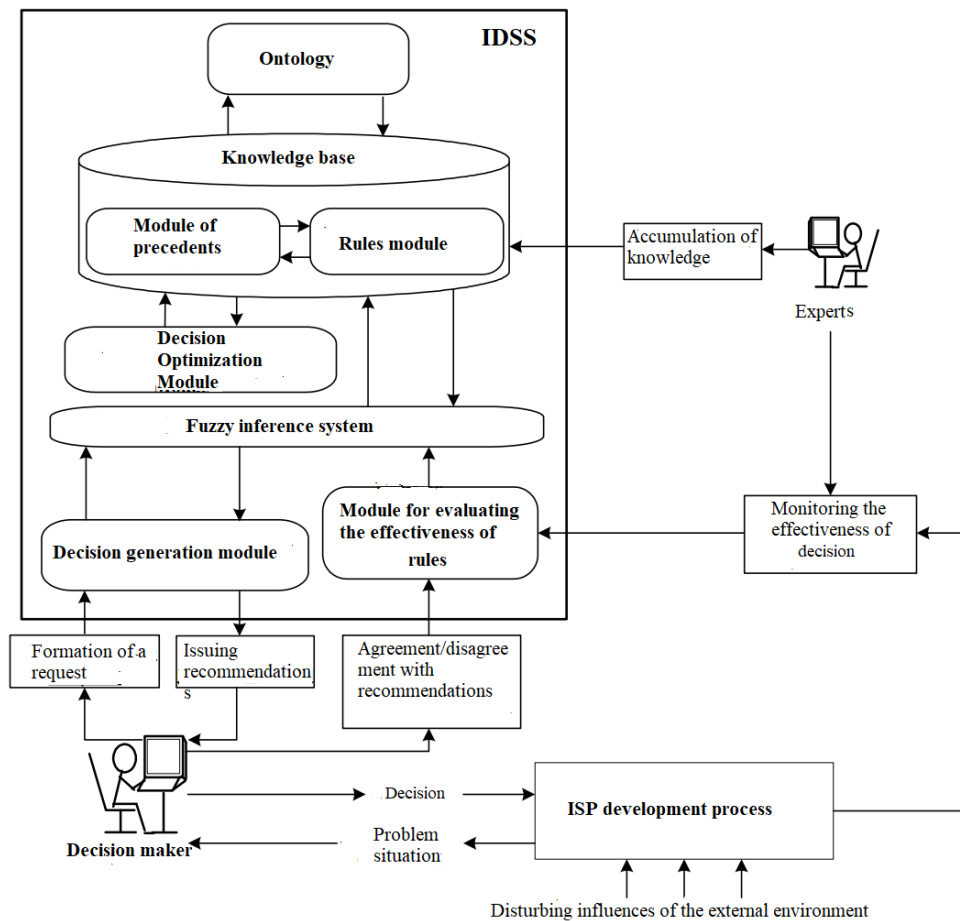 IDSS
Ontology
Knowledge base
Module of
precedents
Rules module
Accumulation of
knowledge
Experts
Decision
Optimization
Module
Fuzzy inference system
Module for evaluating
the effectiveness of
rules
Monitoring the
effectiveness of
decision
Decision generation module
Formation of a
request
Issuing
recommendation
s
Agreement/disagree
ment with
recommendations
Decision
ISP development process
Problem
situation
Decision maker
Disturbing influences of the external environment